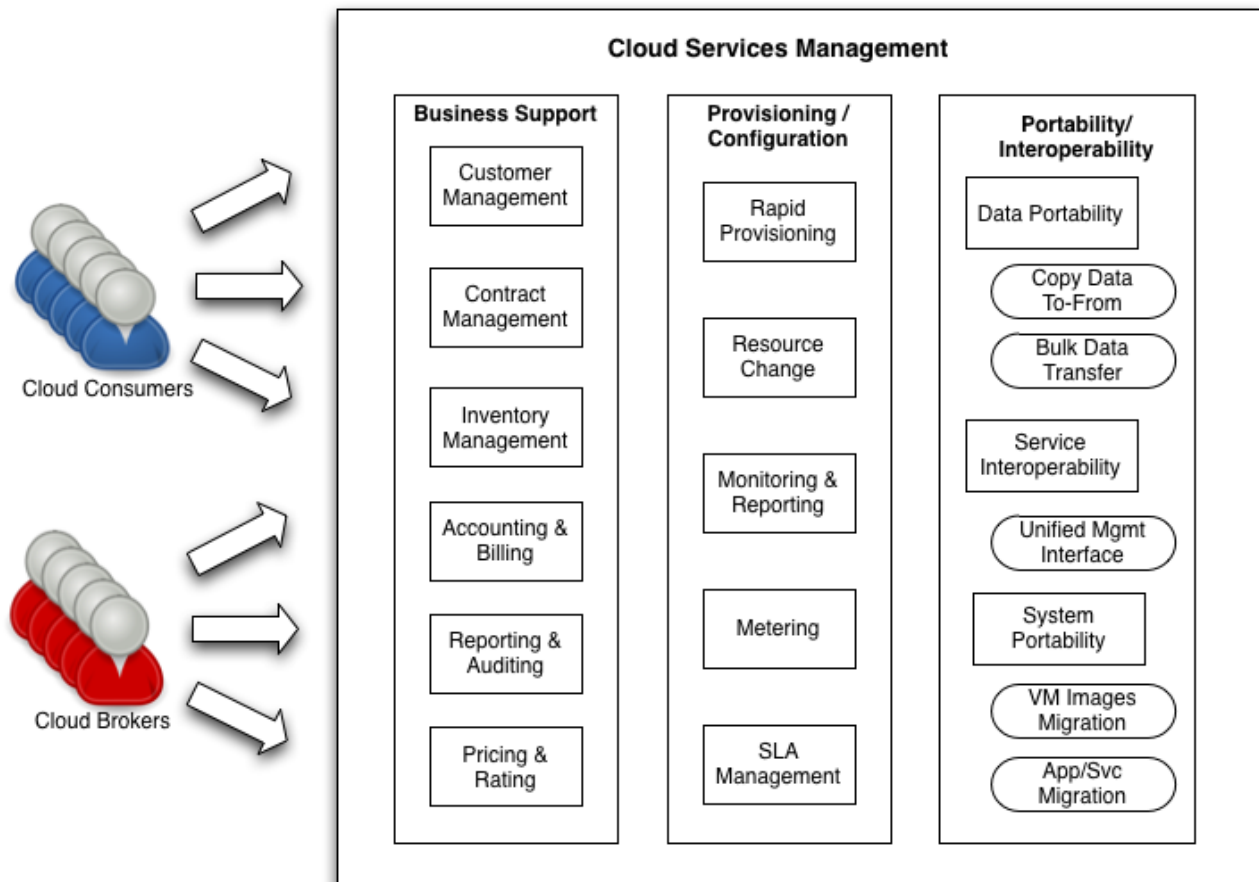 Cloud Services Management
Business Support
Customer
Management
Contract
Management
Inventory
Management
Accounting &
Billing
Reporting &
Auditing
Pricing &
Rating
Provisioning /
Configuration
Rapid
Provisioning
Resource
Change
Monitoring &
Reporting
Metering
SLA
Management
Portability/
Interoperability
Data Portability
Copy Data
To-From
Bulk Data
Transfer
Service
Interoperability
Unified Mgmt
Interface
System
Portability
VM Images
Migration
App/Svc
Migration
Cloud Consumers
Cloud Brokers